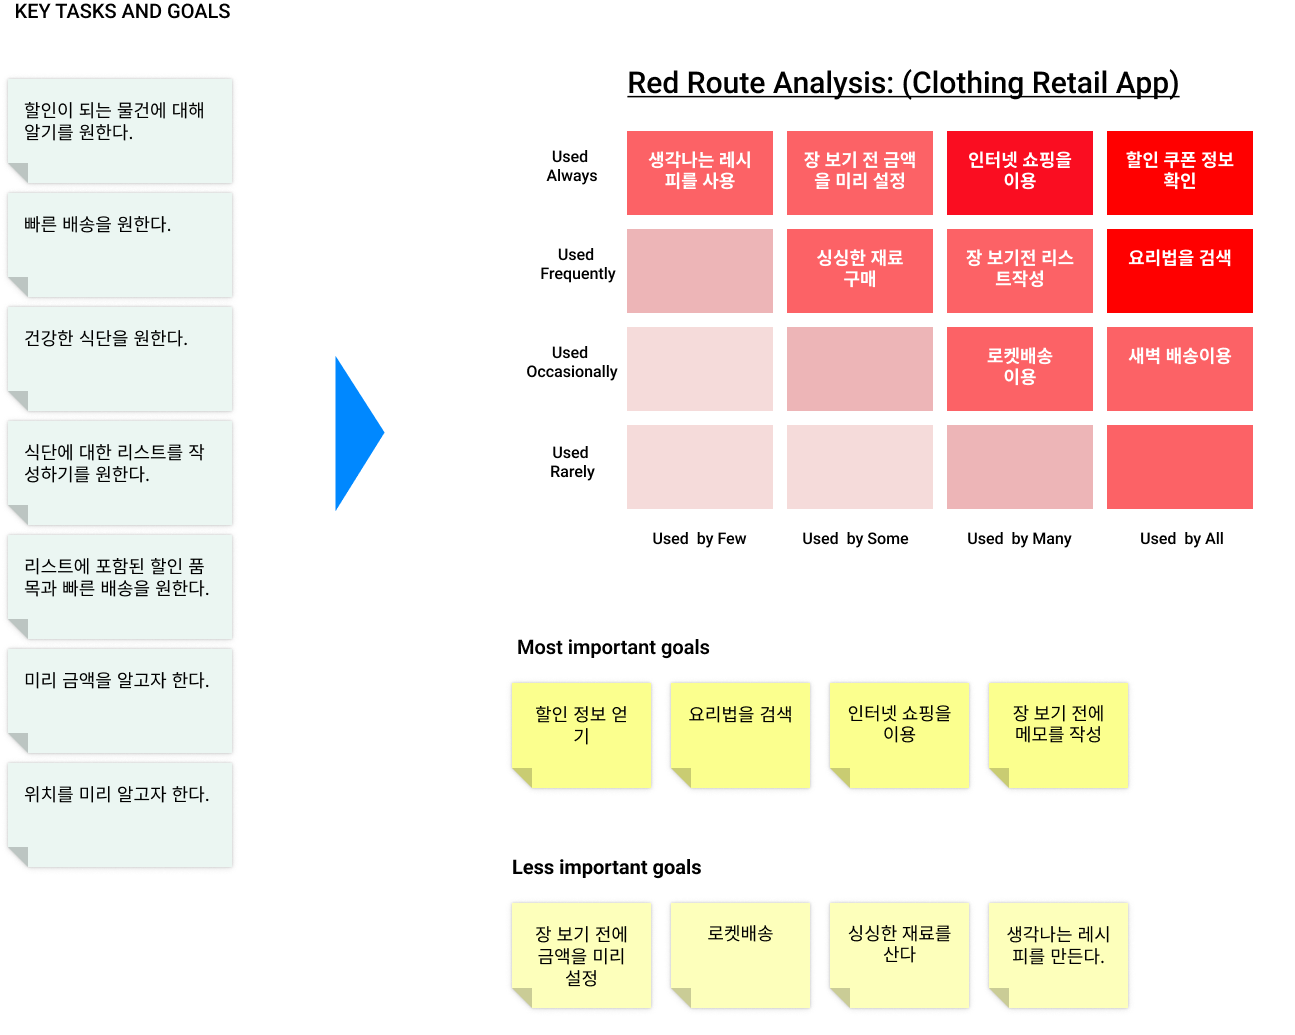 KEY TASKS AND GOALS
할인이 되는 물건에 대해
알기를 원한다.
빠른 배송을 원한다.
건강한 식단을 원한다.
식단에 대한 리스트를 작
성하기를 원한다.
리스트에 포함된 할인 품
목과 빠른 배송을 원한다.
미리 금액을 알고자 한다.
위치를 미리 알고자 한다.
Red Route Analysis: (Clothing Retail App)
Used
Always
생각나는 레시
피를 사용
장 보기 전 금액
을 미리 설정
인터넷 쇼핑을
이용
할인 쿠폰 정보
확인
Used
Frequently
싱싱한 재료
구매
장 보기전 리스
트작성
요리법을 검색
Used
Occasionally
로켓배송
이용
새벽 배송이용
Used
Rarely
Used by Few
Used by Some
Used by Many
Used by All
Most important goals
할인 정보 얻
기
요리법을 검색
인터넷 쇼핑을
이용
장 보기 전에
메모를 작성
Less important goals
장 보기 전에
금액을 미리
설정
로켓배송
싱싱한 재료를
산다
생각나는 레시
피를 만든다.